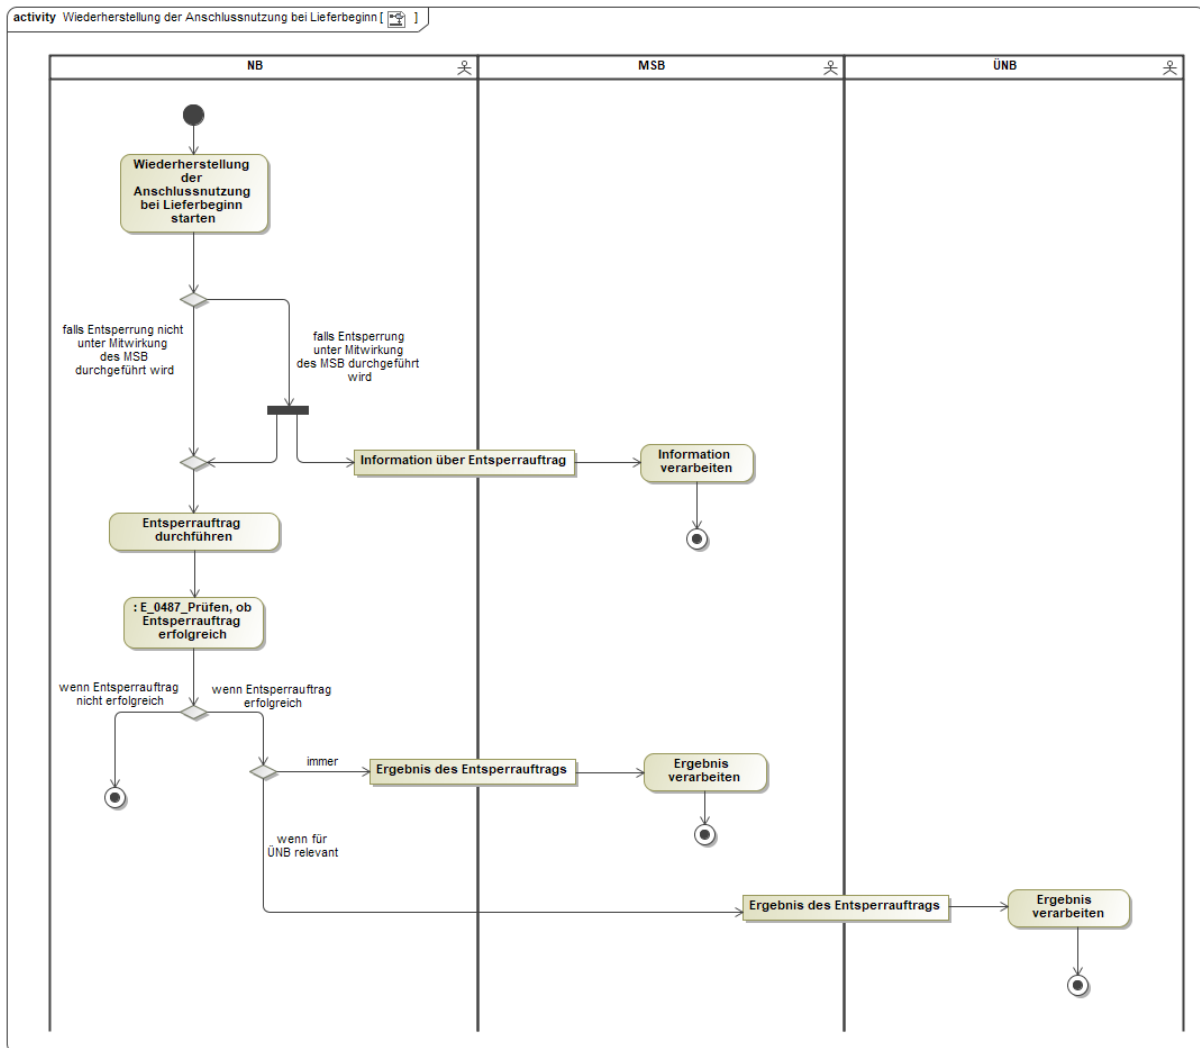 activity Wiederherstellung der Anschlussnutzung bei Lieferbeginn [ ]
NB
MSB
ÜNB
Wiederherstellung
der
Anschlussnutzung
bei Lieferbeginn
starten
falls Entsperrung nicht
unter Mitwirkung
des MSB
durchgeführt wird
falls Entsperrung
unter Mitwirkung
des MSB durchgeführt
wird
Information über Entsperrauftrag
Information
verarbeiten
Entsperrauftrag
durchführen
: E_0487_Prüfen, ob
Entsperrauftrag
erfolgreich
wenn Entsperrauftrag
nicht erfolgreich
wenn Entsperrauftrag
erfolgreich
immer
Ergebnis des Entsperrauftrags
Ergebnis
verarbeiten
wenn für
ÜNB relevant
Ergebnis des Entsperrauftrags
Ergebnis
verarbeiten